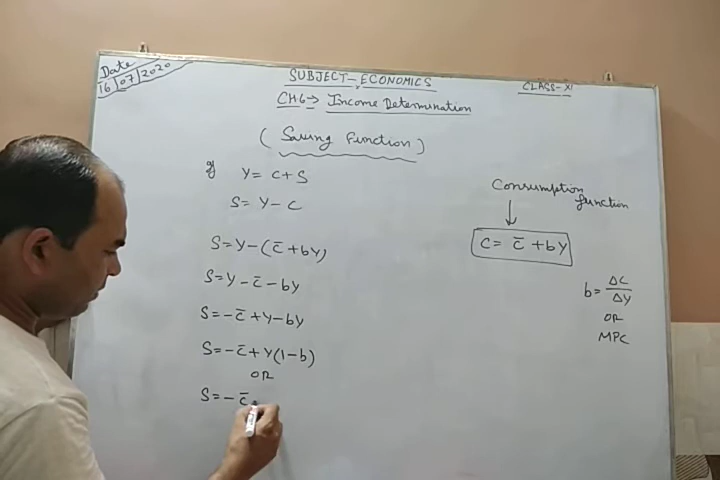 Date
16/07/2020
SUBJECT-ECONOMICS
CLASS-XI
CH6-> Income Determination
(Saving Function)
If Y = C + S
S = Y - C
S = Y - (C̄ + bY)
S = Y - C̄ - bY
S = - C̄ + Y - bY
S = - C̄ + Y(1-b)
OR
S = - C̄
Consumption function
↓
C = C̄ + bY
b = ΔC/ΔY
OR
MPC